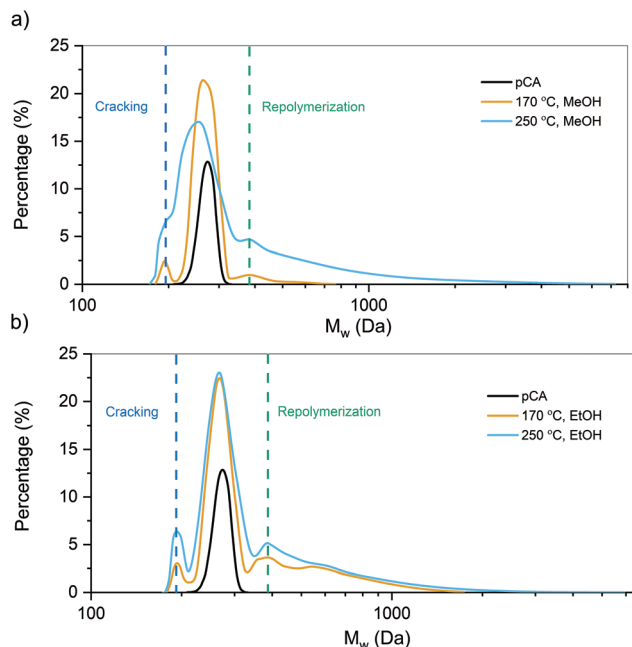 a)
25
20
15
10
5
0
Percentage (%)
Cracking
Repolymerization
pCA
170 °C, MeOH
250 °C, MeOH
100
1000
Mw (Da)
b)
25
20
15
10
5
0
Percentage (%)
Cracking
Repolymerization
pCA
170 °C, EtOH
250 °C, EtOH
100
1000
Mw (Da)